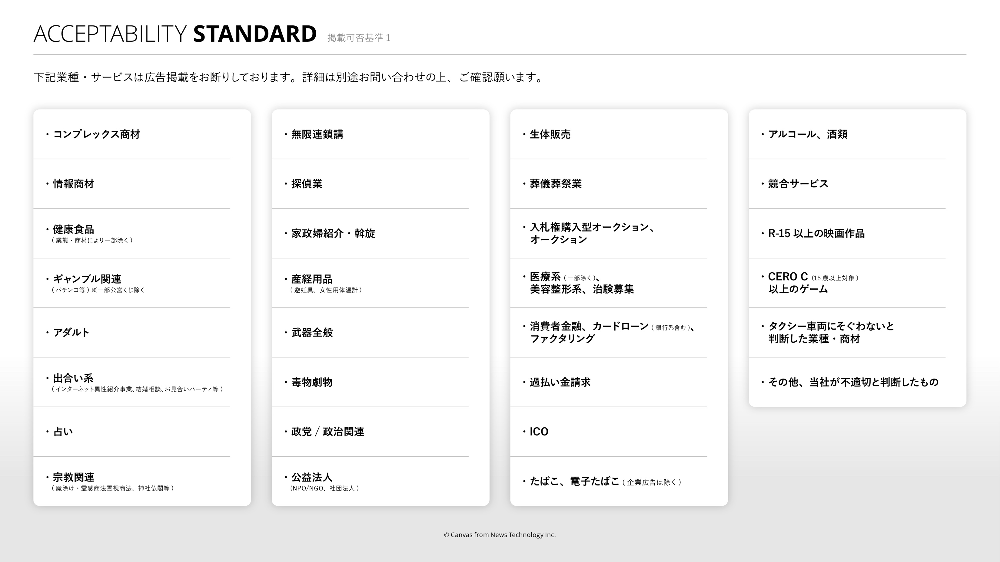 ACCEPTABILITY STANDARD 掲載可否基準 1
下記業種・サービスは広告掲載をお断りしております。詳細は別途お問い合わせの上、ご確認願います。
・コンプレックス商材
・情報商材
・健康食品
（業態・商材により一部除く）
・ギャンブル関連
（パチンコ等）※一部公営くじ除く
・アダルト
・出合い系
（インターネット異性紹介事業、結婚相談、お見合いパーティ等）
・占い
・宗教関連
（魔除け・霊感商法霊視商法、神社仏閣等）
・無限連鎖講
・探偵業
・家政婦紹介・斡旋
・産経用品
（避妊具、女性用体温計）
・武器全般
・毒物劇物
・政党 / 政治関連
・公益法人
(NPO/NGO、社団法人）
・生体販売
・葬儀葬祭業
・入札権購入型オークション、
オークション
・医療系（一部除く）、
美容整形系、治験募集
・消費者金融、カードローン（銀行系含む）、
ファクタリング
・過払い金請求
・ICO
・たばこ、電子たばこ（企業広告は除く）
・アルコール、酒類
・競合サービス
・R-15 以上の映画作品
・CERO C (15 歳以上対象）
以上のゲーム
・タクシー車両にそぐわないと
判断した業種・商材
・その他、当社が不適切と判断したもの
© Canvas from News Technology Inc.